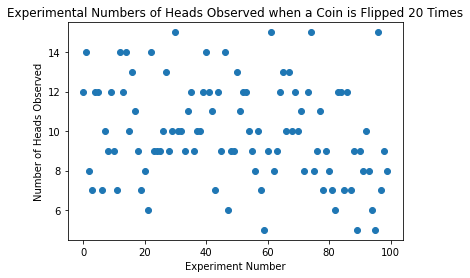 Experimental Numbers of Heads Observed when a Coin is Flipped 20 Times
14
12
10
8
6
Number of Heads Observed
0 20 40 60 80 100
Experiment Number